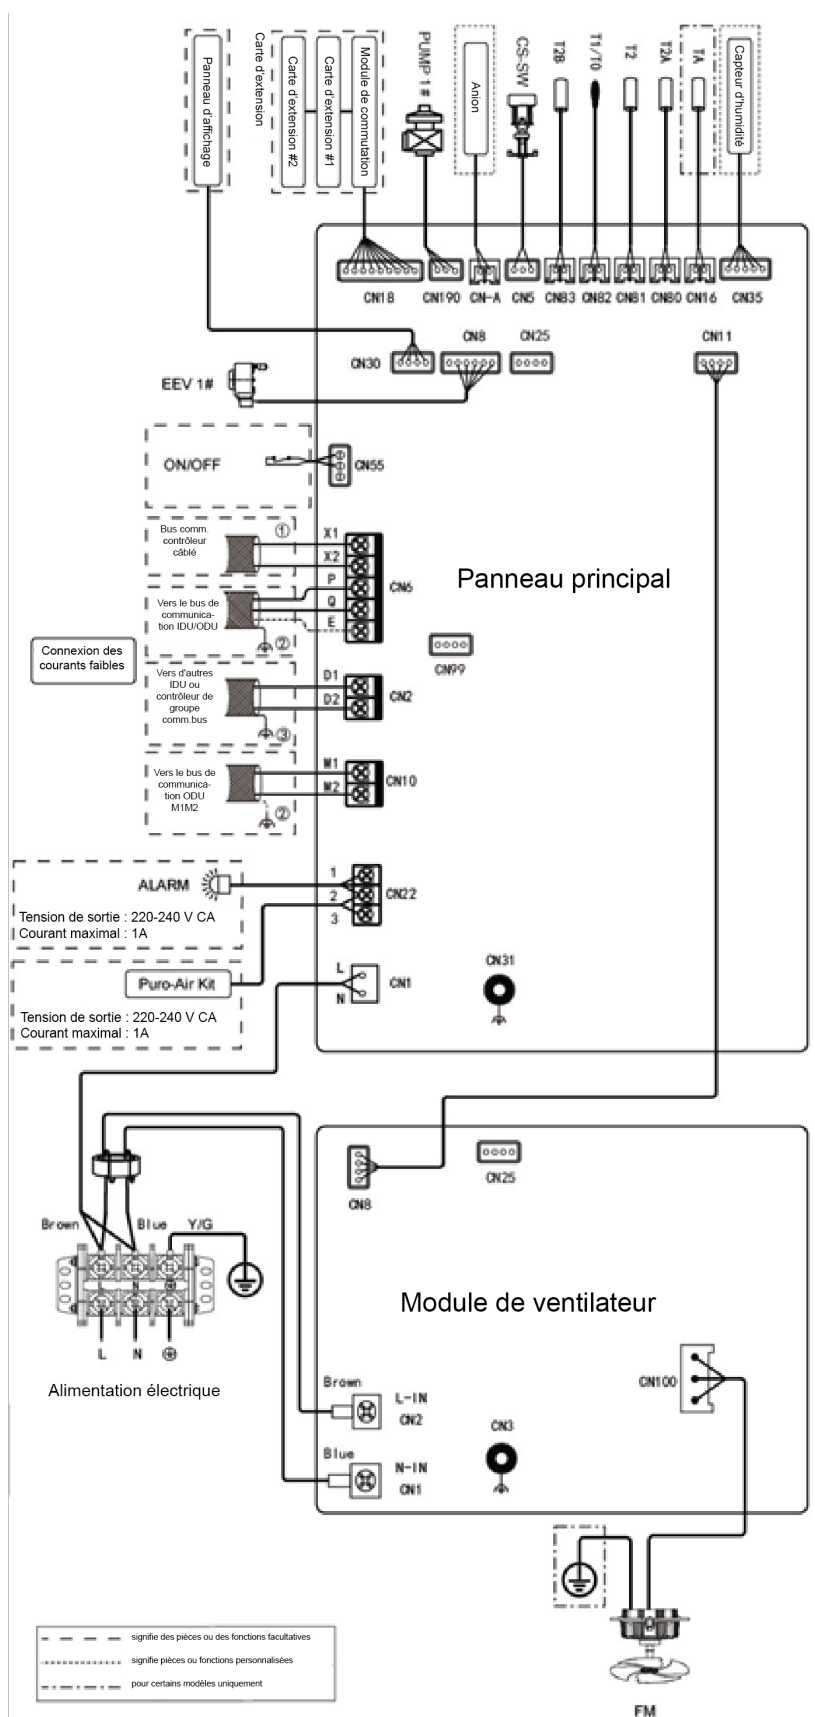 Panneau d'affichage
Carte d'extension
Carte d'extension #2
Carte d'extension #1
Module de commutation
PUMP 1#
Anion
CS-SW
T2B
T1/T0
T2
T2A
TA
Capteur d'humidité
CN18
CN190
CN-A
CN5
CN83
CN82
CN81
CN80
CN16
CN35
CN30
CN8
CN25
CN11
EEV 1#
ON/OFF
CN55
Bus comm.
contrôleur
câblé
①
X1
X2
P
Q
E
CN6
Panneau principal
Vers le bus de
communica-
tion IDU/ODU
②
CN99
Connexion des
courants faibles
Vers d'autres
IDU ou
contrôleur de
groupe
comm.bus
③
D1
D2
CN2
Vers le bus de
communica-
tion ODU
M1M2
②
M1
M2
CN10
ALARM
1
2
3
CN22
Tension de sortie : 220-240 V CA
Courant maximal : 1A
Puro-Air Kit
L
N
CN1
CN31
Tension de sortie : 220-240 V CA
Courant maximal : 1A
CN8
CN25
Brown
Blue
Y/G
L
N
L
N
Alimentation électrique
Module de ventilateur
Brown
L-IN
CN2
CN100
Blue
N-IN
CN1
CN3
FM
signifie des pièces ou des fonctions facultatives
signifie pièces ou fonctions personnalisées
pour certains modèles uniquement